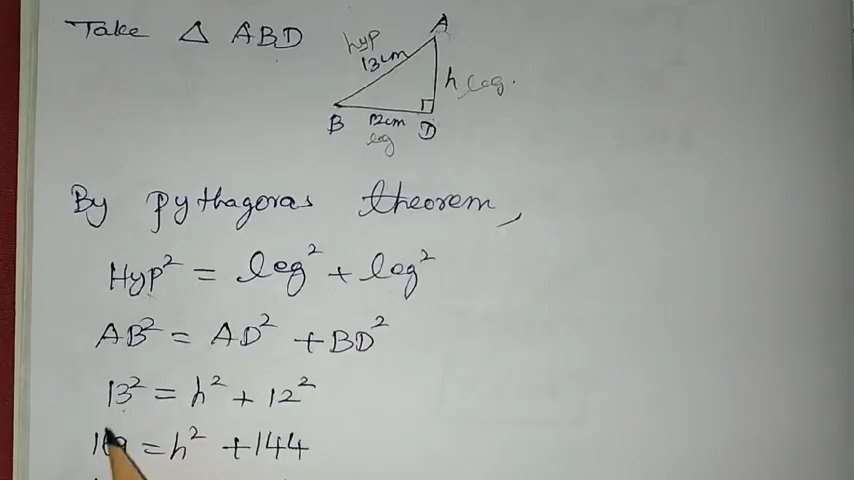 Take Δ ABD
A
hyp
13cm
h leg.
B 12cm D
leg
By pythagoras theorem,
Hyp² = leg² + leg²
AB² = AD² + BD²
13² = h² + 12²
= h² + 144